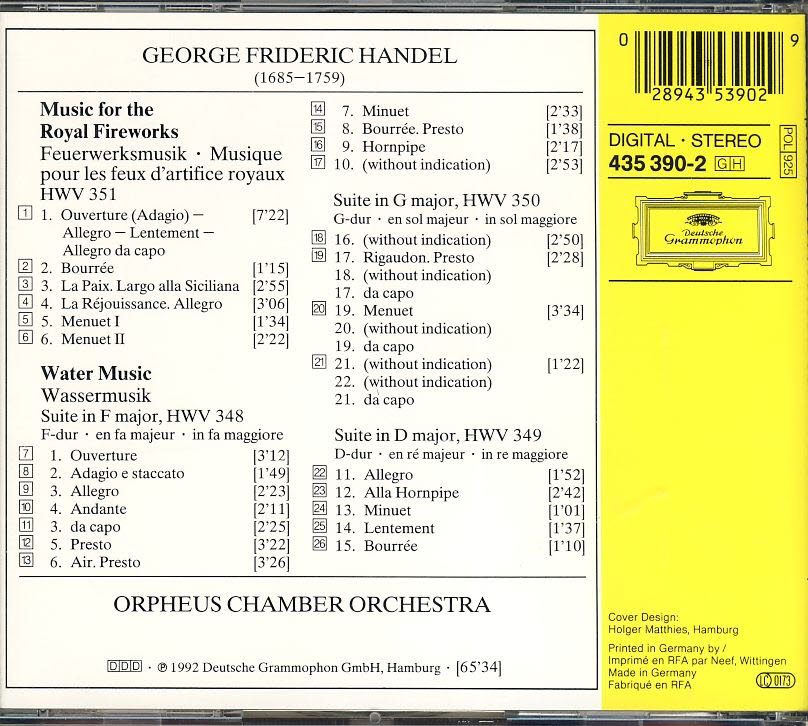 GEORGE FRIDERIC HANDEL
(1685–1759)
Music for the
Royal Fireworks
Feuerwerksmusik · Musique
pour les feux d'artifice royaux
HWV 351
1 1. Ouverture (Adagio) – [7'22]
Allegro – Lentement –
Allegro da capo
2 2. Bourrée [1'15]
3 3. La Paix. Largo alla Siciliana [2'55]
4 4. La Réjouissance. Allegro [3'06]
5 5. Menuet I [1'34]
6 6. Menuet II [2'22]
Water Music
Wassermusik
Suite in F major, HWV 348
F-dur · en fa majeur · in fa maggiore
7 1. Ouverture [3'12]
8 2. Adagio e staccato [1'49]
9 3. Allegro [2'23]
10 4. Andante [2'11]
11 3. da capo [2'25]
12 5. Presto [3'22]
13 6. Air. Presto [3'26]
14 7. Minuet [2'33]
15 8. Bourrée. Presto [1'38]
16 9. Hornpipe [2'17]
17 10. (without indication) [2'53]
Suite in G major, HWV 350
G-dur · en sol majeur · in sol maggiore
18 16. (without indication) [2'50]
19 17. Rigaudon. Presto [2'28]
18. (without indication)
17. da capo
20 19. Menuet [3'34]
20. (without indication)
19. da capo
21 21. (without indication) [1'22]
22. (without indication)
21. da capo
Suite in D major, HWV 349
D-dur · en ré majeur · in re maggiore
22 11. Allegro [1'52]
23 12. Alla Hornpipe [2'42]
24 13. Minuet [1'01]
25 14. Lentement [1'37]
26 15. Bourrée [1'10]
ORPHEUS CHAMBER ORCHESTRA
DDD · ℗ 1992 Deutsche Grammophon GmbH, Hamburg · [65'34]
0 28943 53902 9
DIGITAL · STEREO
435 390-2 GH
POL 925
Deutsche
Grammophon
Cover Design:
Holger Matthies, Hamburg
Printed in Germany by /
Imprimé en RFA par Neef, Wittingen
Made in Germany
Fabriqué en RFA
LC 0173